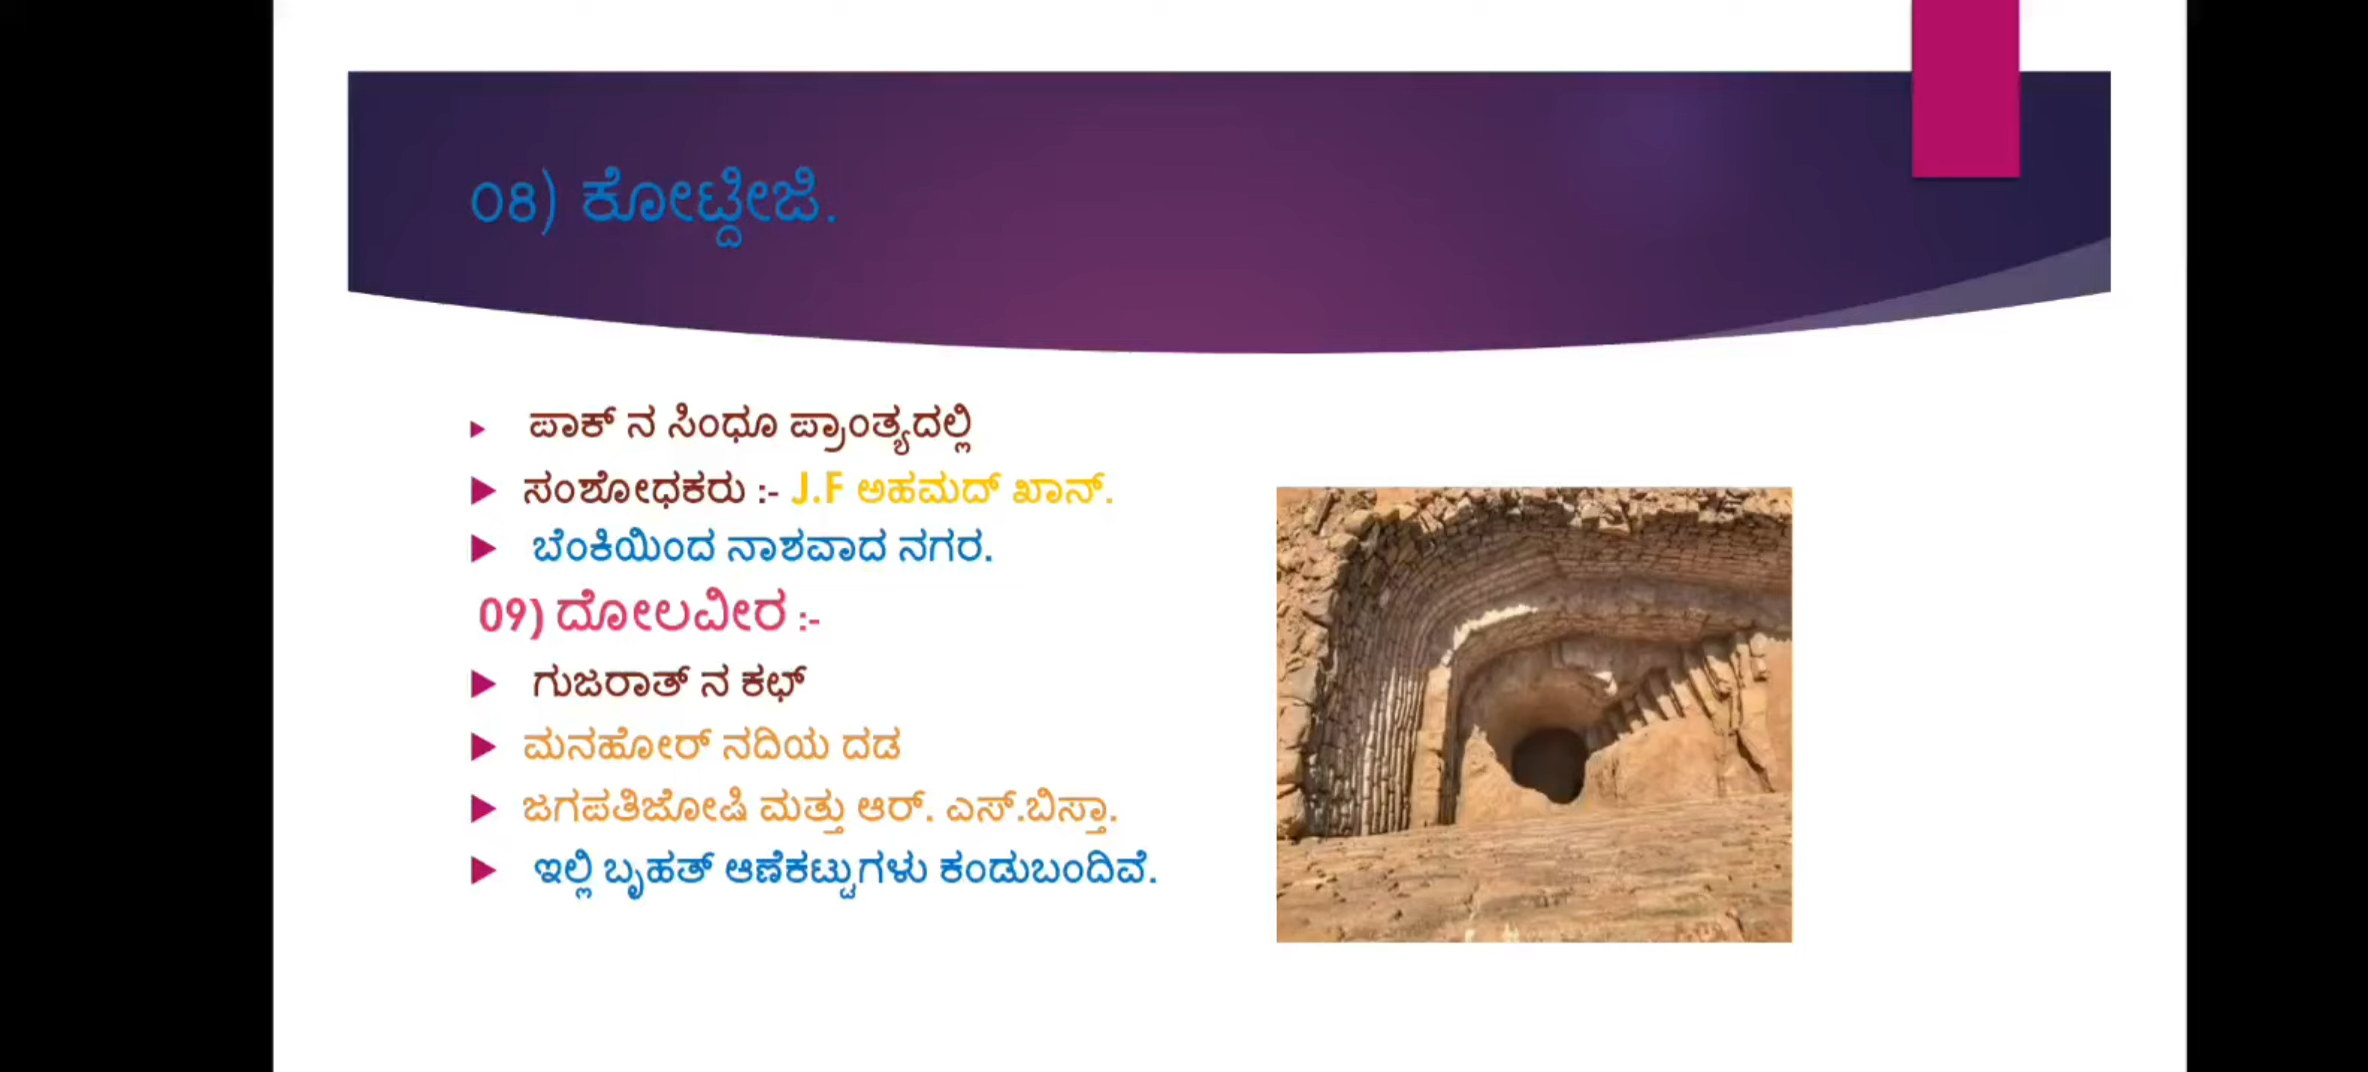 ೦೫) ಕೋಟ್ದೀಜಿ.
ಪಾಕ್ ನ ಸಿಂಧೂ ಪ್ರಾಂತ್ಯದಲ್ಲಿ
ಸಂಶೋಧಕರು :- J.F ಅಹಮದ್ ಖಾನ್.
ಬೆಂಕಿಯಿಂದ ನಾಶವಾದ ನಗರ.
09) ದೋಲವೀರ :-
ಗುಜರಾತ್ ನ ಕಛ್
ಮನಹೋರ್ ನದಿಯ ದಡ
ಜಗಪತಿಜೋಷಿ ಮತ್ತು ಆರ್. ಎಸ್.ಬಿಸ್ತಾ.
ಇಲ್ಲಿ ಬೃಹತ್ ಆಣೆಕಟ್ಟುಗಳು ಕಂಡುಬಂದಿವೆ.